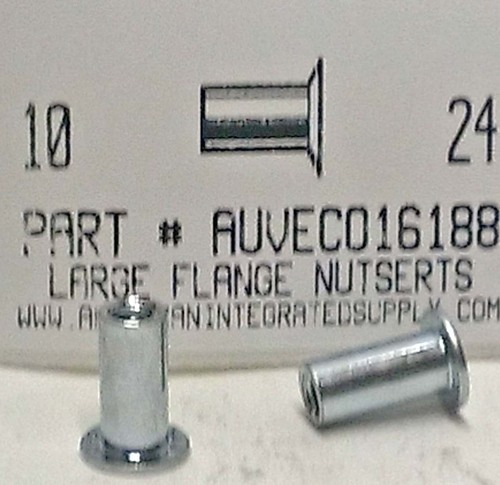 10 24
PART # AUVECO16188
LARGE FLANGE NUTSERTS